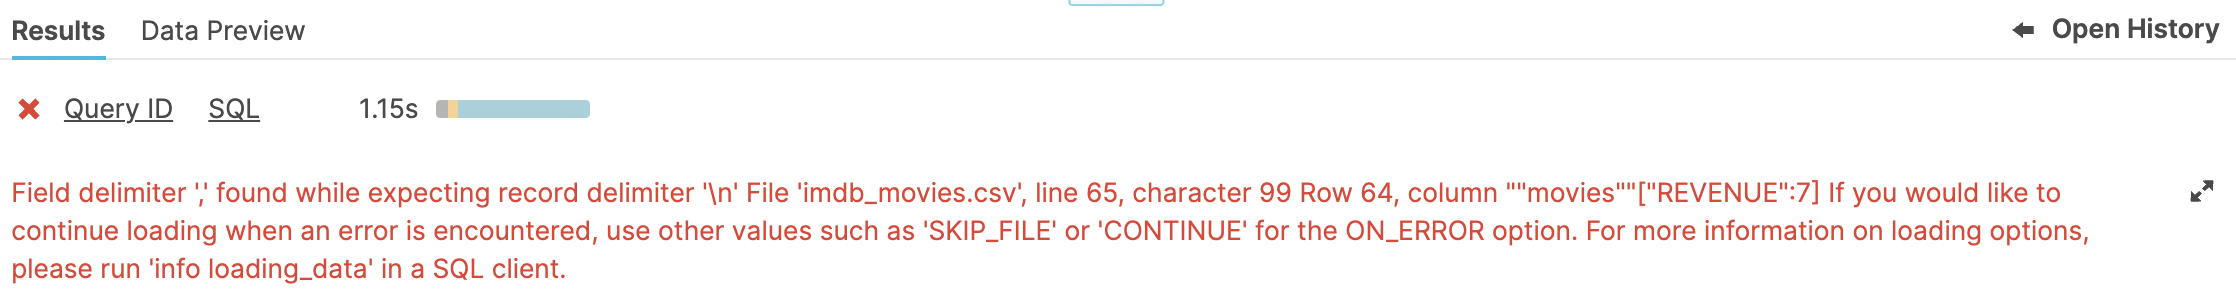 Results Data Preview Open History
Query ID SQL 1.15s
Field delimiter ',' found while expecting record delimiter '\n' File 'imdb_movies.csv', line 65, character 99 Row 64, column ""movies""["REVENUE":7] If you would like to
continue loading when an error is encountered, use other values such as 'SKIP_FILE' or 'CONTINUE' for the ON_ERROR option. For more information on loading options,
please run 'info loading_data' in a SQL client.